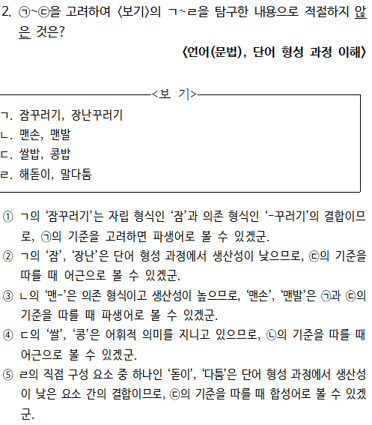 2. ㉠~㉢을 고려하여 <보기>의 ㄱ~ㄹ을 탐구한 내용으로 적절하지 않
은 것은?
<언어(문법), 단어 형성 과정 이해>
<보 기>
ㄱ. 잠꾸러기, 장난꾸러기
ㄴ. 맨손, 맨발
ㄷ. 쌀밥, 콩밥
ㄹ. 해돋이, 말다툼
① ㄱ의 '잠꾸러기'는 자립 형식인 '잠'과 의존 형식인 '-꾸러기'의 결합이므
로, ㉠의 기준을 고려하면 파생어로 볼 수 있겠군.
② ㄱ의 '잠', '장난'은 단어 형성 과정에서 생산성이 낮으므로, ㉢의 기준을
따를 때 어근으로 볼 수 있겠군.
③ ㄴ의 '맨-'은 의존 형식이고 생산성이 높으므로, '맨손', '맨발'은 ㉠과 ㉢의
기준을 따를 때 파생어로 볼 수 있겠군.
④ ㄷ의 '쌀', '콩'은 어휘적 의미를 지니고 있으므로, ㉡의 기준을 따를 때
어근으로 볼 수 있겠군.
⑤ ㄹ의 직접 구성 요소 중 하나인 '돋이', '다툼'은 단어 형성 과정에서 생산성
이 낮은 요소 간의 결합이므로, ㉢의 기준을 따를 때 합성어로 볼 수 있겠
군.